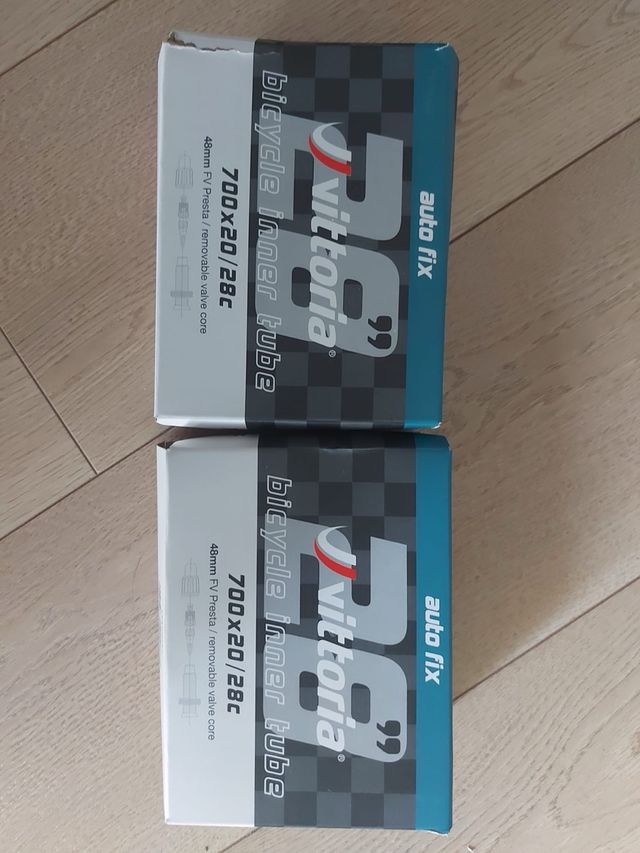 auto fix
28”
vittoria®
bicycle inner tube
700x20/28c
48mm FV Presta / removable valve core
auto fix
28”
vittoria®
bicycle inner tube
700x20/28c
48mm FV Presta / removable valve core